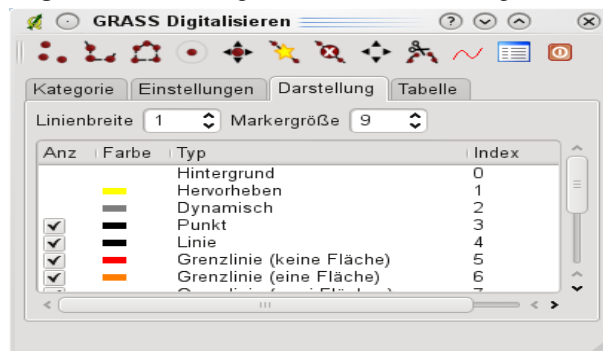 GRASS Digitalisieren
Kategorie Einstellungen Darstellung Tabelle
Linienbreite 1 Markergröße 9
Anz Farbe Typ Index
Hintergrund 0
Hervorheben 1
Dynamisch 2
Punkt 3
Linie 4
Grenzlinie (keine Fläche) 5
Grenzlinie (eine Fläche) 6